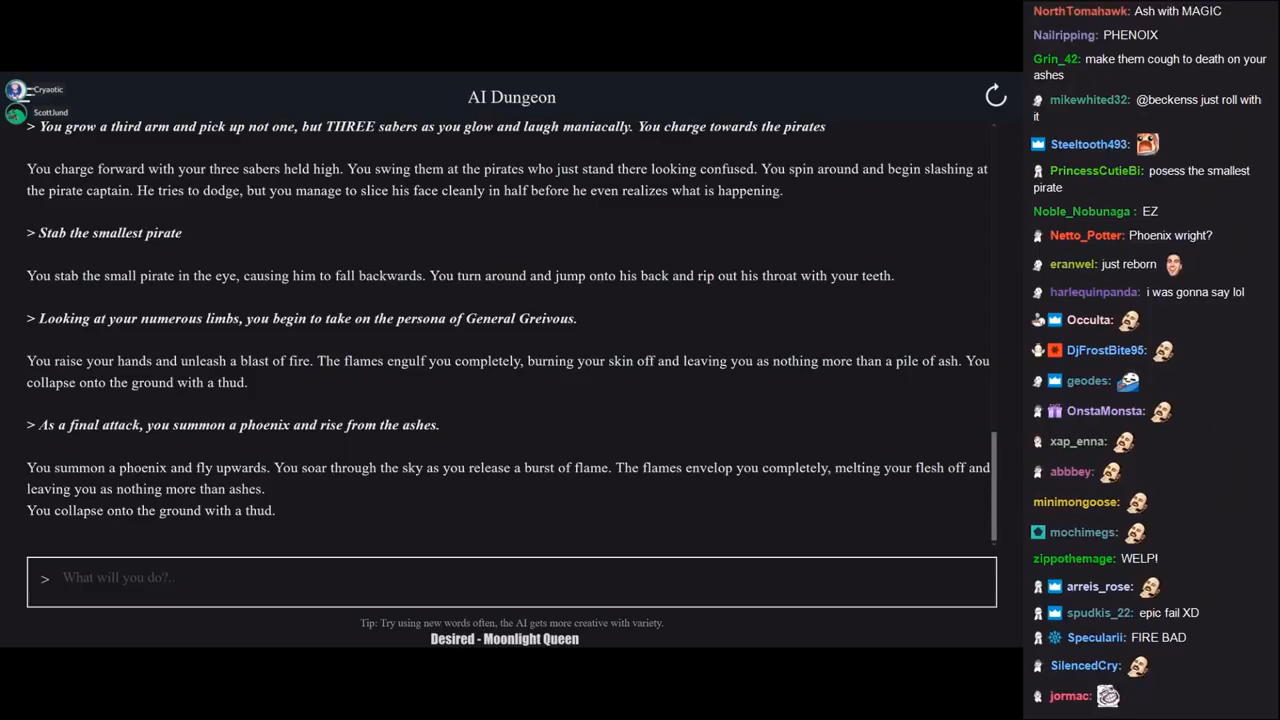 Cryaotic
ScottJund
AI Dungeon
> You grow a third arm and pick up not one, but THREE sabers as you glow and laugh maniacally. You charge towards the pirates
You charge forward with your three sabers held high. You swing them at the pirates who just stand there looking confused. You spin around and begin slashing at
the pirate captain. He tries to dodge, but you manage to slice his face cleanly in half before he even realizes what is happening.
> Stab the smallest pirate
You stab the small pirate in the eye, causing him to fall backwards. You turn around and jump onto his back and rip out his throat with your teeth.
> Looking at your numerous limbs, you begin to take on the persona of General Greivous.
You raise your hands and unleash a blast of fire. The flames engulf you completely, burning your skin off and leaving you as nothing more than a pile of ash. You
collapse onto the ground with a thud.
> As a final attack, you summon a phoenix and rise from the ashes.
You summon a phoenix and fly upwards. You soar through the sky as you release a burst of flame. The flames envelop you completely, melting your flesh off and
leaving you as nothing more than ashes.
You collapse onto the ground with a thud.
> What will you do?..
Tip: Try using new words often, the AI gets more creative with variety.
Desired - Moonlight Queen
NorthTomahawk: Ash with MAGIC
Nailripping: PHENOIX
Grin_42: make them cough to death on your
ashes
mikewhited32: @beckenss just roll with
it
Steeltooth493:
PrincessCutieBi: posess the smallest
pirate
Noble_Nobunaga : EZ
Netto_Potter: Phoenix wright?
eranwel: just reborn
harlequinpanda: i was gonna say lol
Occulta:
DjFrostBite95:
geodes:
OnstaMonsta:
xap_enna:
abbbey:
minimongoose:
mochimegs:
zippothemage: WELP!
arreis_rose:
spudkis_22: epic fail XD
Specularii: FIRE BAD
SilencedCry:
jormac: